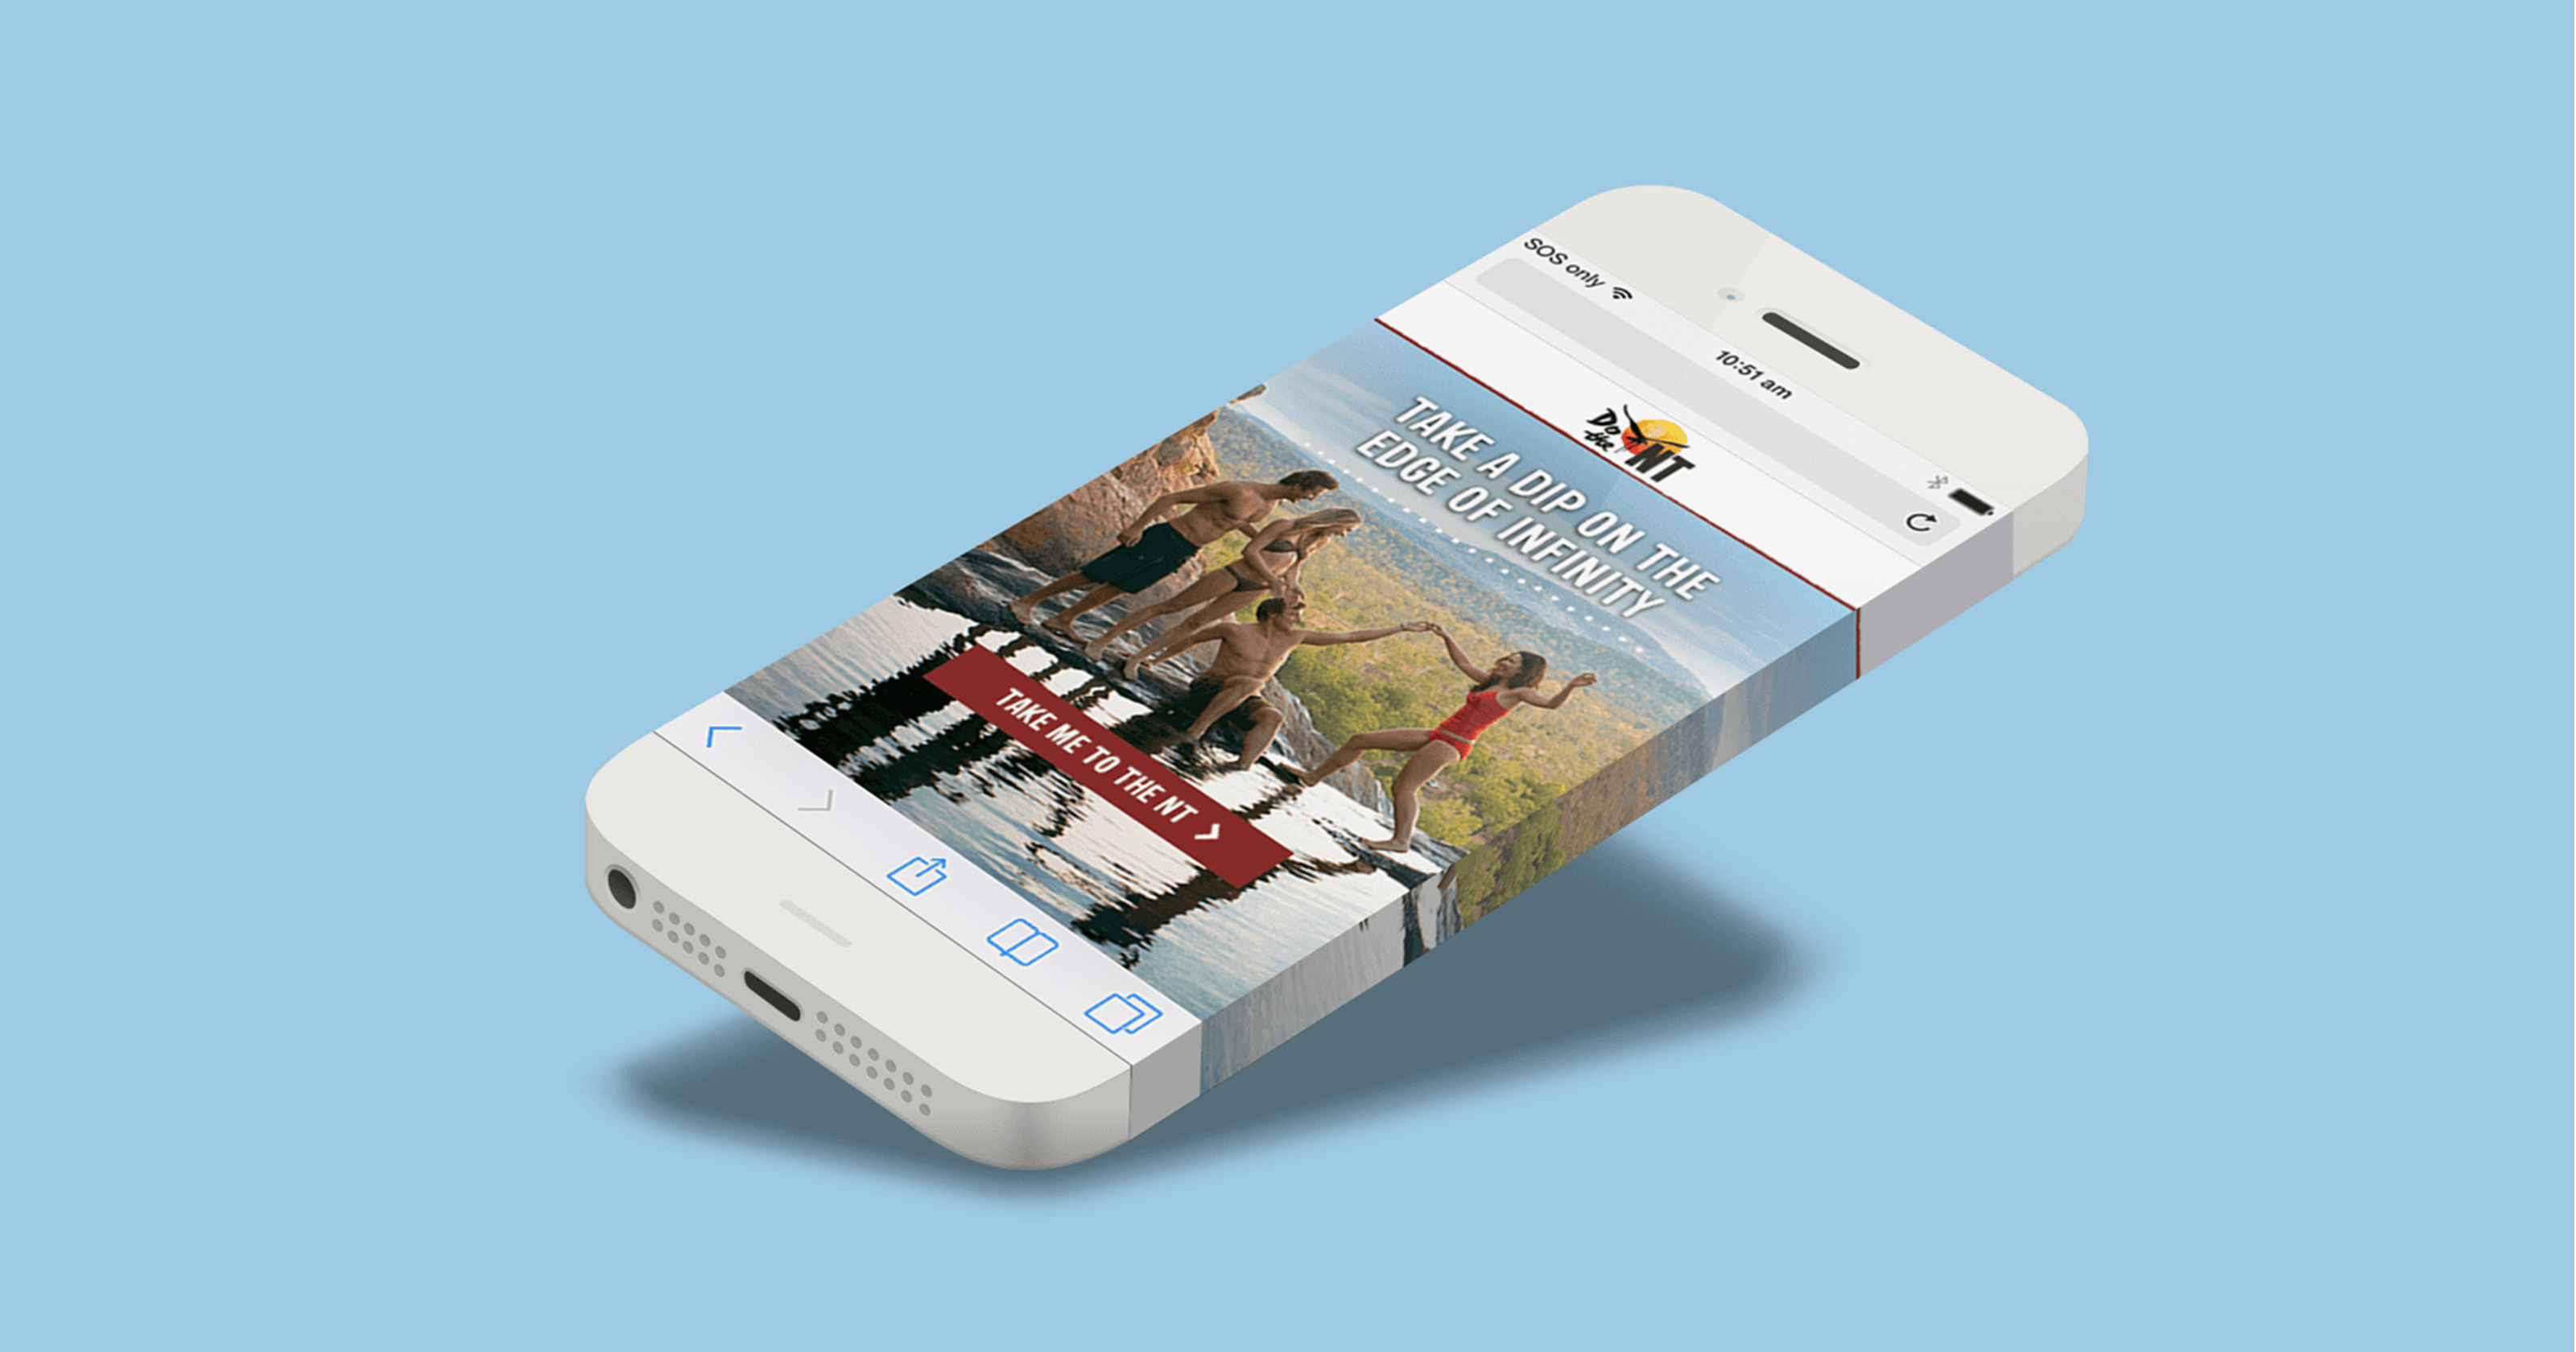 SOS only
10:51 am
Do
the
NT
TAKE A DIP ON THE
EDGE OF INFINITY
TAKE ME TO THE NT